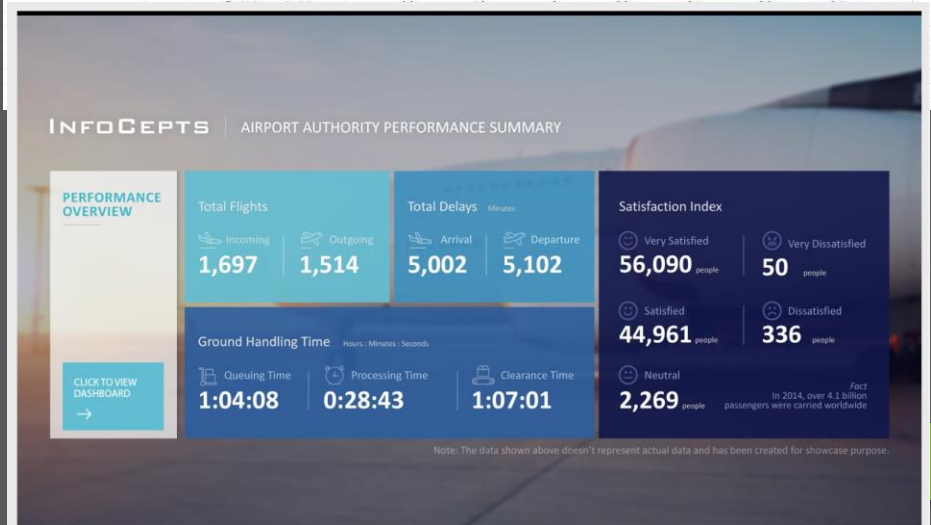 INFOCEPTS
AIRPORT AUTHORITY PERFORMANCE SUMMARY
PERFORMANCE
OVERVIEW
CLICK TO VIEW
DASHBOARD
Total Flights
Incoming
Outgoing
1,697
1,514
Total Delays Minutes
Arrival
Departure
5,002
5,102
Ground Handling Time Hours : Minutes : Seconds
Queuing Time
Processing Time
Clearance Time
1:04:08
0:28:43
1:07:01
Satisfaction Index
Very Satisfied
56,090 people
Very Dissatisfied
50 people
Satisfied
44,961 people
Dissatisfied
336 people
Neutral
2,269 people
Fact
In 2014, over 4.1 billion
passengers were carried worldwide
Note: The data shown above doesn't represent actual data and has been created for showcase purpose.